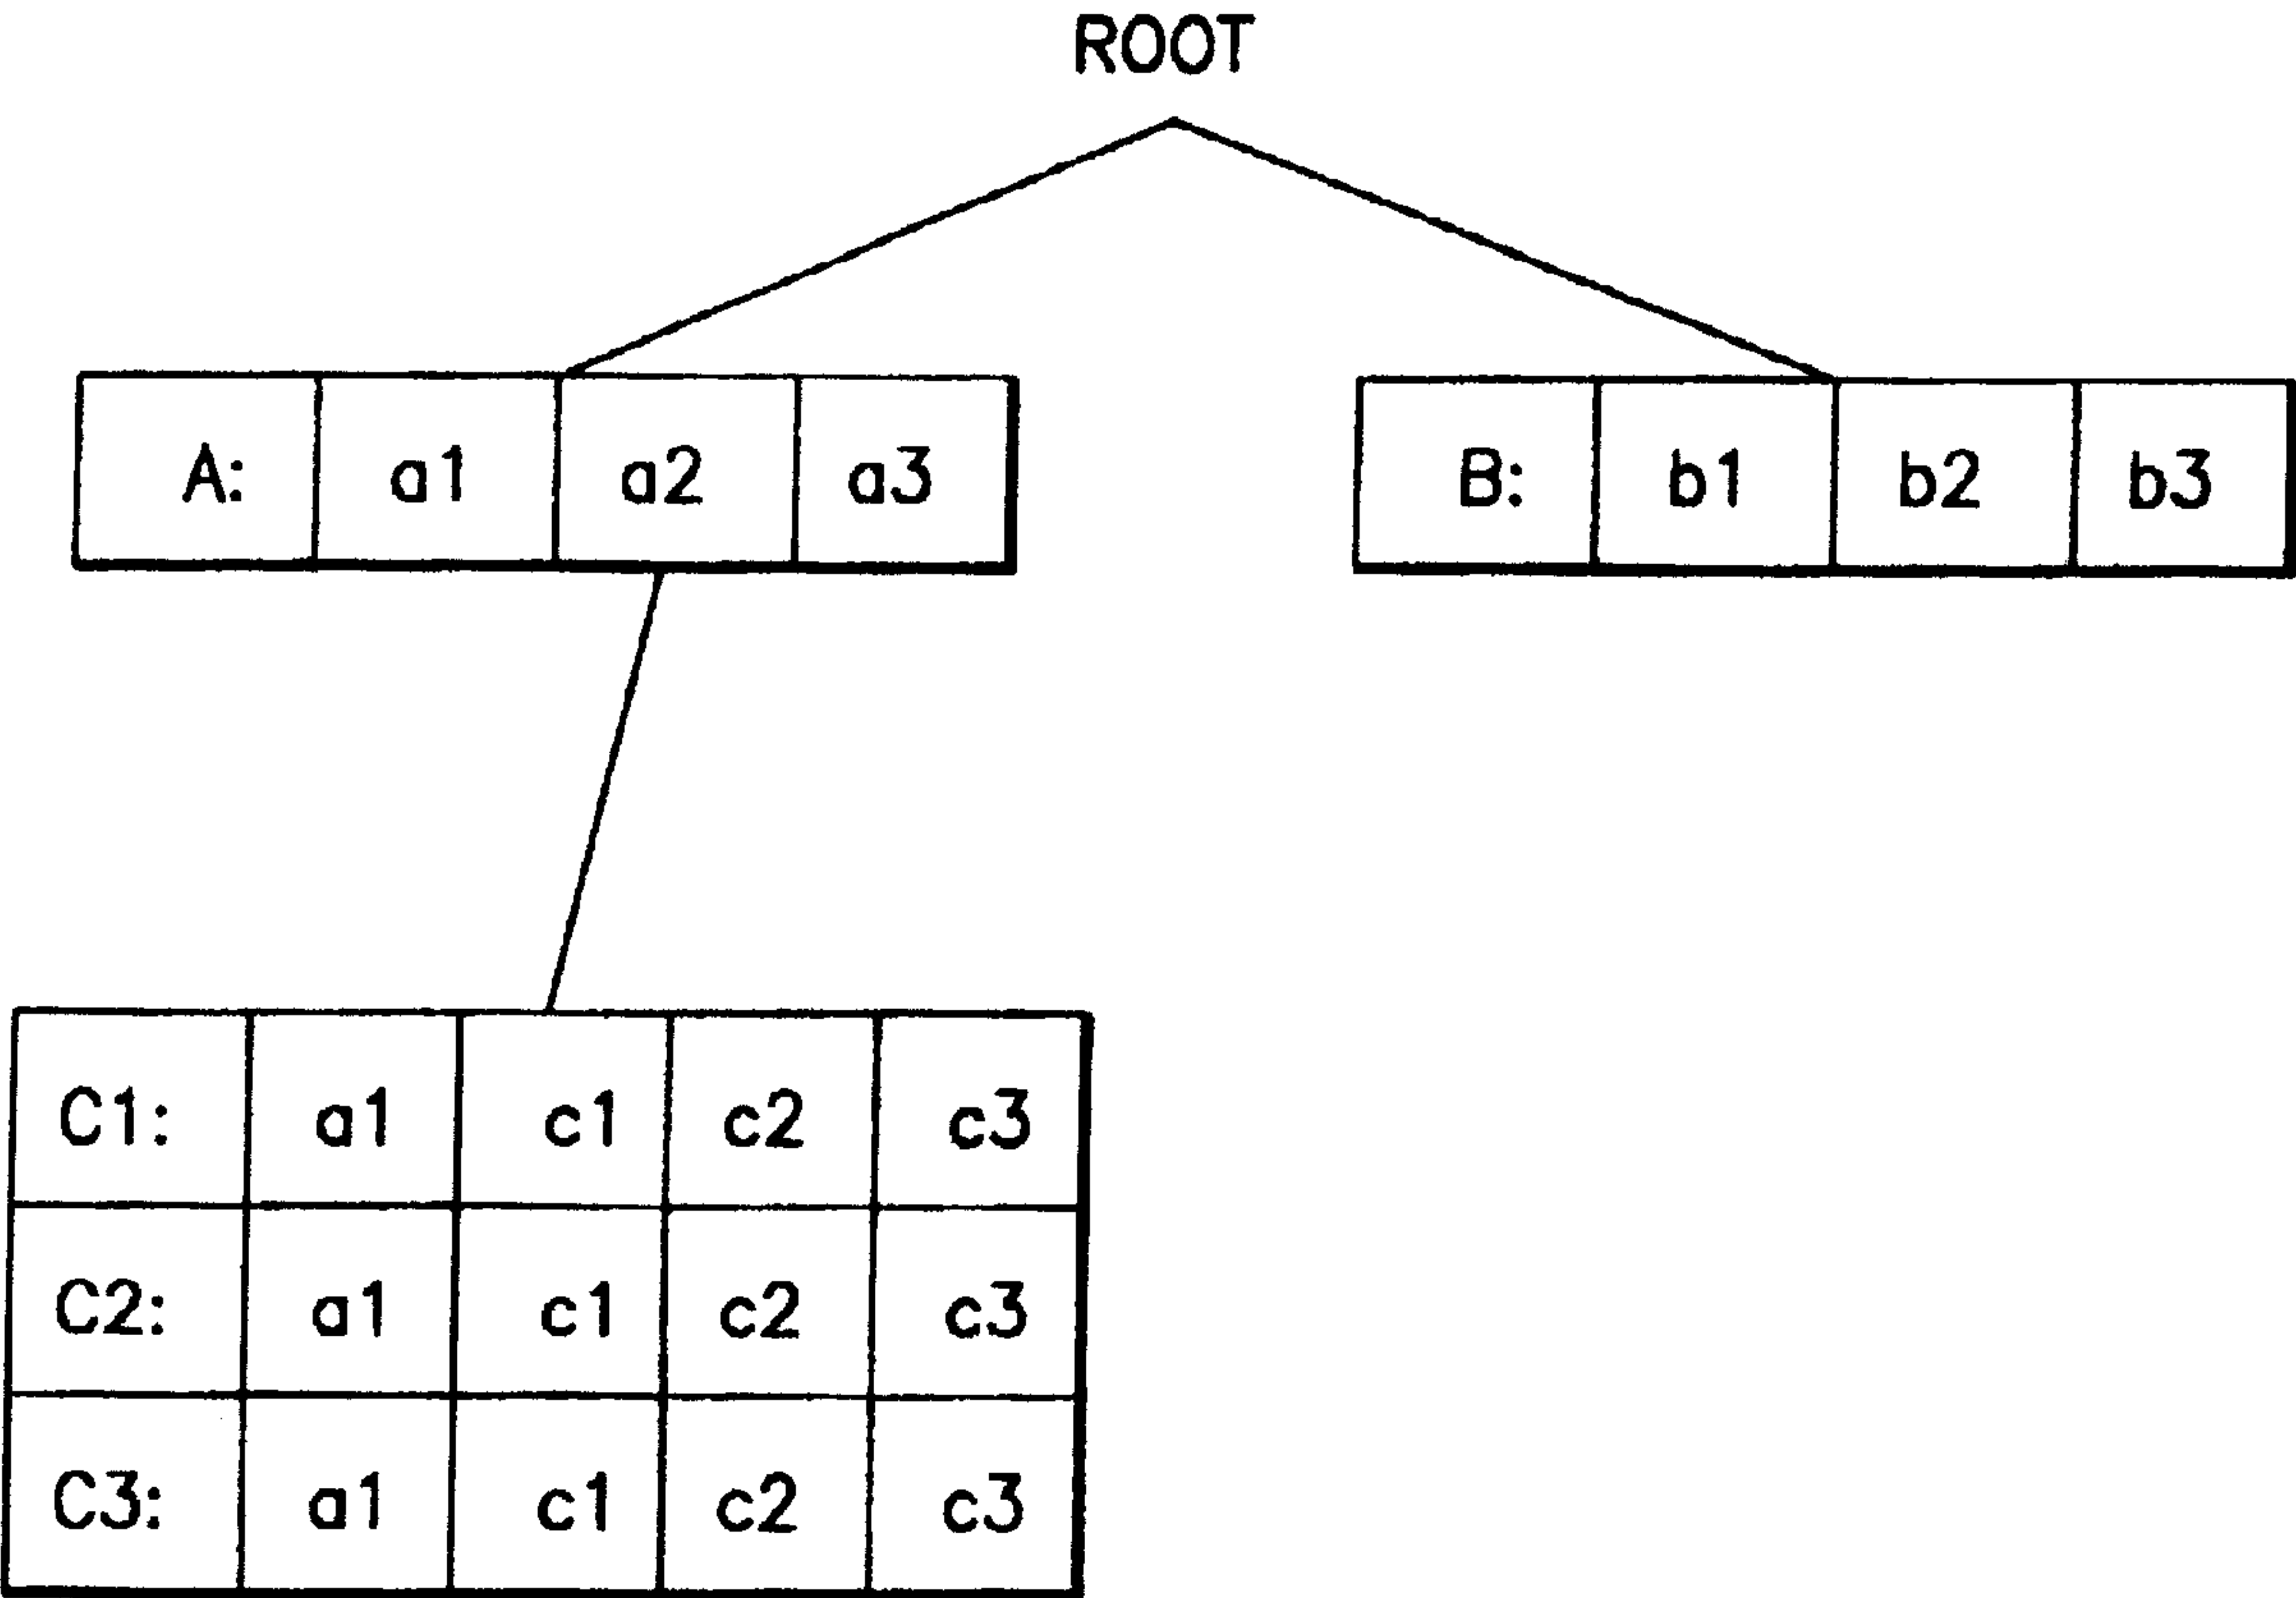 ROOT
A: a1 a2 a3 B: b1 b2 b3
C1: a1 c1 c2 c3
C2: a1 c1 c2 c3
C3: a1 c1 c2 c3